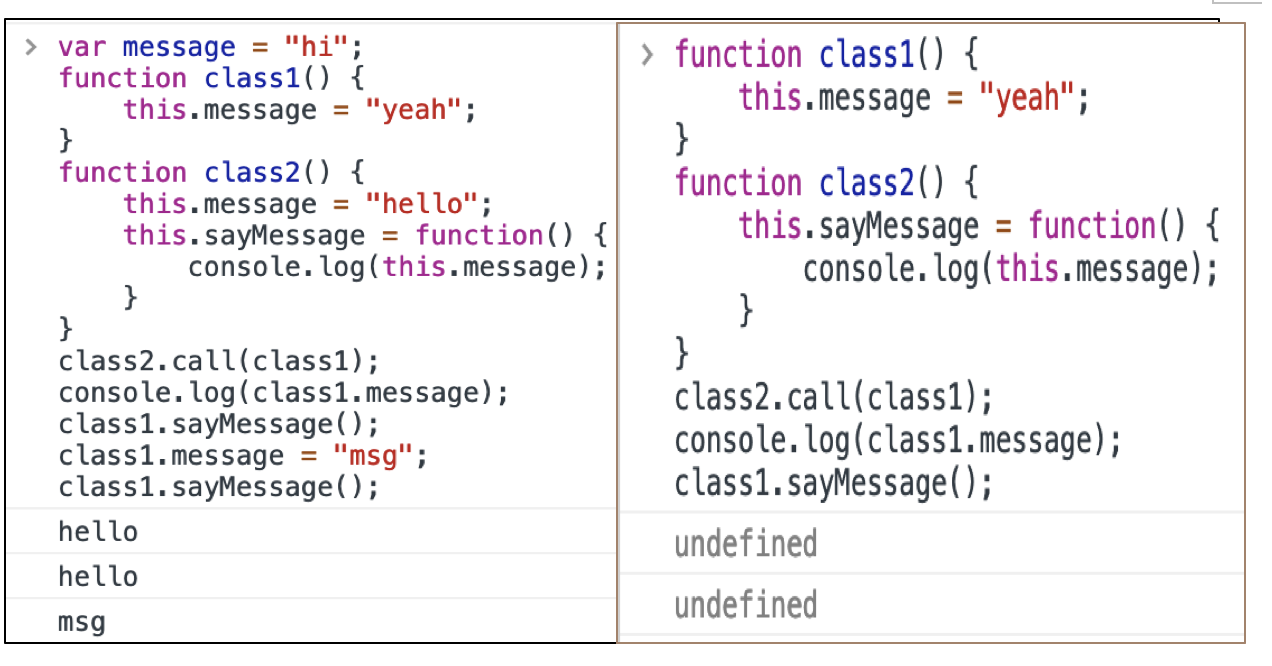 > var message = "hi";
function class1() {
    this.message = "yeah";
}
function class2() {
    this.message = "hello";
    this.sayMessage = function() {
        console.log(this.message);
    }
}
class2.call(class1);
console.log(class1.message);
class1.sayMessage();
class1.message = "msg";
class1.sayMessage();
hello
hello
msg
> function class1() {
    this.message = "yeah";
}
function class2() {
    this.sayMessage = function() {
        console.log(this.message);
    }
}
class2.call(class1);
console.log(class1.message);
class1.sayMessage();
undefined
undefined